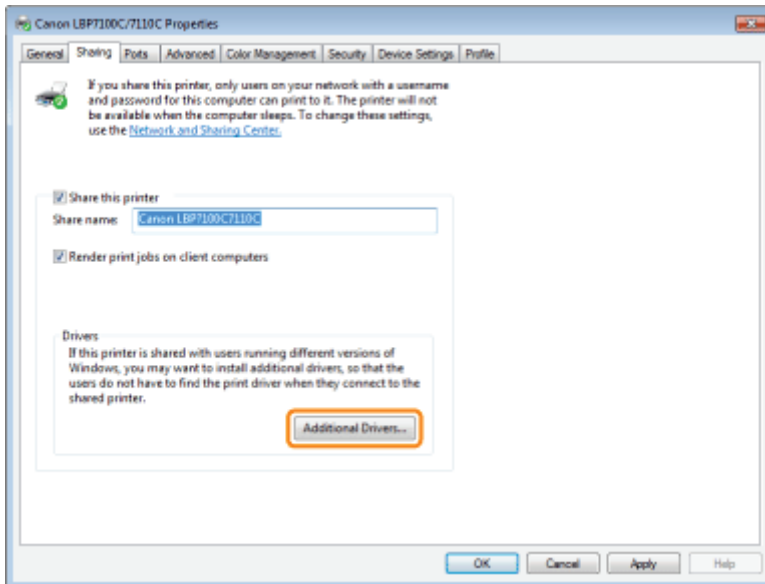 Canon LBP7100C/7110C Properties
General Sharing Ports Advanced Color Management Security Device Settings Profile
If you share this printer, only users on your network with a username
and password for this computer can print to it. The printer will not
be available when the computer sleeps. To change these settings,
use the Network and Sharing Center.
Share this printer
Share name: Canon LBP7100C7110C
Render print jobs on client computers
Drivers
If this printer is shared with users running different versions of
Windows, you may want to install additional drivers, so that the
users do not have to find the print driver when they connect to the
shared printer.
Additional Drivers...
OK Cancel Apply Help